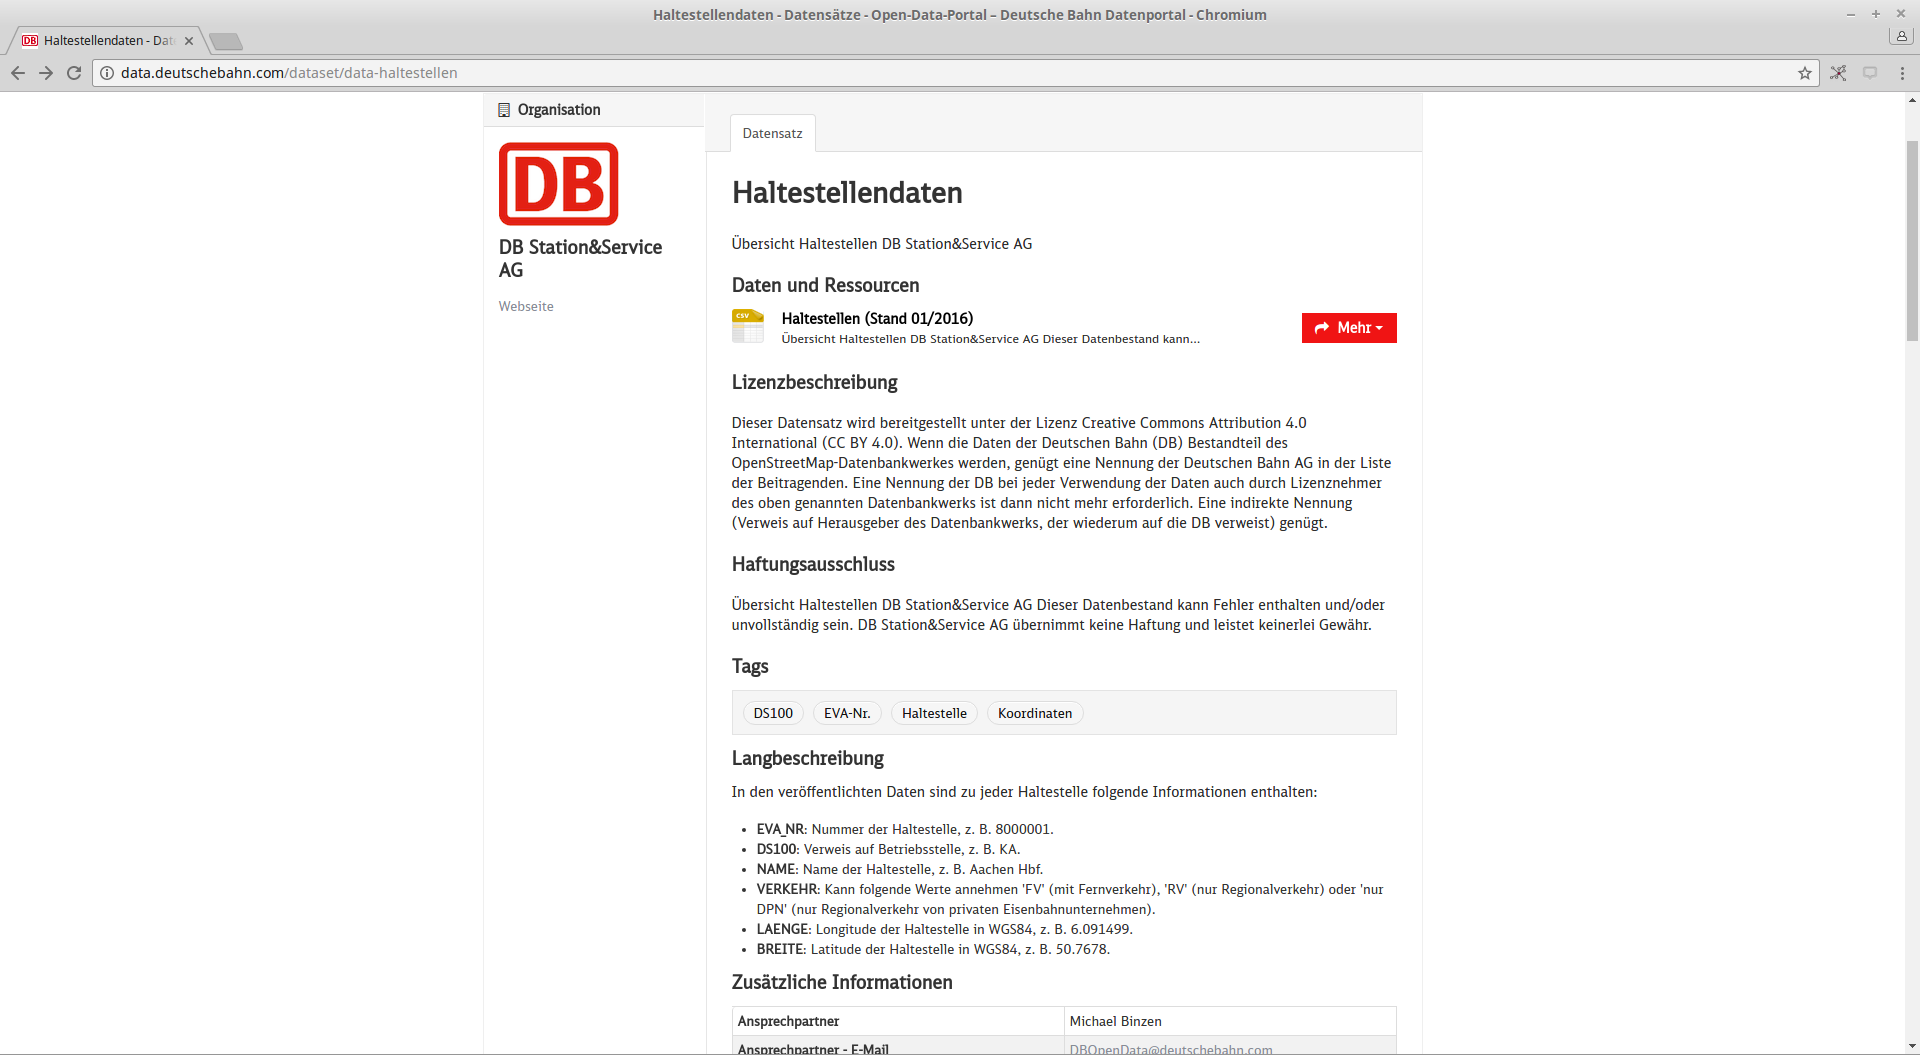 Haltestellendaten - Datensätze - Open-Data-Portal – Deutsche Bahn Datenportal - Chromium
DB Haltestellendaten - Dat
data.deutschebahn.com/dataset/data-haltestellen
Organisation
DB
DB Station&Service
AG
Webseite
Datensatz
Haltestellendaten
Übersicht Haltestellen DB Station&Service AG
Daten und Ressourcen
CSV
Haltestellen (Stand 01/2016)
Übersicht Haltestellen DB Station&Service AG Dieser Datenbestand kann...
Mehr
Lizenzbeschreibung
Dieser Datensatz wird bereitgestellt unter der Lizenz Creative Commons Attribution 4.0
International (CC BY 4.0). Wenn die Daten der Deutschen Bahn (DB) Bestandteil des
OpenStreetMap-Datenbankwerkes werden, genügt eine Nennung der Deutschen Bahn AG in der Liste
der Beitragenden. Eine Nennung der DB bei jeder Verwendung der Daten auch durch Lizenznehmer
des oben genannten Datenbankwerks ist dann nicht mehr erforderlich. Eine indirekte Nennung
(Verweis auf Herausgeber des Datenbankwerks, der wiederum auf die DB verweist) genügt.
Haftungsausschluss
Übersicht Haltestellen DB Station&Service AG Dieser Datenbestand kann Fehler enthalten und/oder
unvollständig sein. DB Station&Service AG übernimmt keine Haftung und leistet keinerlei Gewähr.
Tags
DS100 EVA-Nr. Haltestelle Koordinaten
Langbeschreibung
In den veröffentlichten Daten sind zu jeder Haltestelle folgende Informationen enthalten:
• EVA_NR: Nummer der Haltestelle, z. B. 8000001.
• DS100: Verweis auf Betriebsstelle, z. B. KA.
• NAME: Name der Haltestelle, z. B. Aachen Hbf.
• VERKEHR: Kann folgende Werte annehmen 'FV' (mit Fernverkehr), 'RV' (nur Regionalverkehr) oder 'nur
DPN' (nur Regionalverkehr von privaten Eisenbahnunternehmen).
• LAENGE: Longitude der Haltestelle in WGS84, z. B. 6.091499.
• BREITE: Latitude der Haltestelle in WGS84, z. B. 50.7678.
Zusätzliche Informationen
Ansprechpartner Michael Binzen
Ansprechpartner - E-Mail DBOpenData@deutschebahn.com